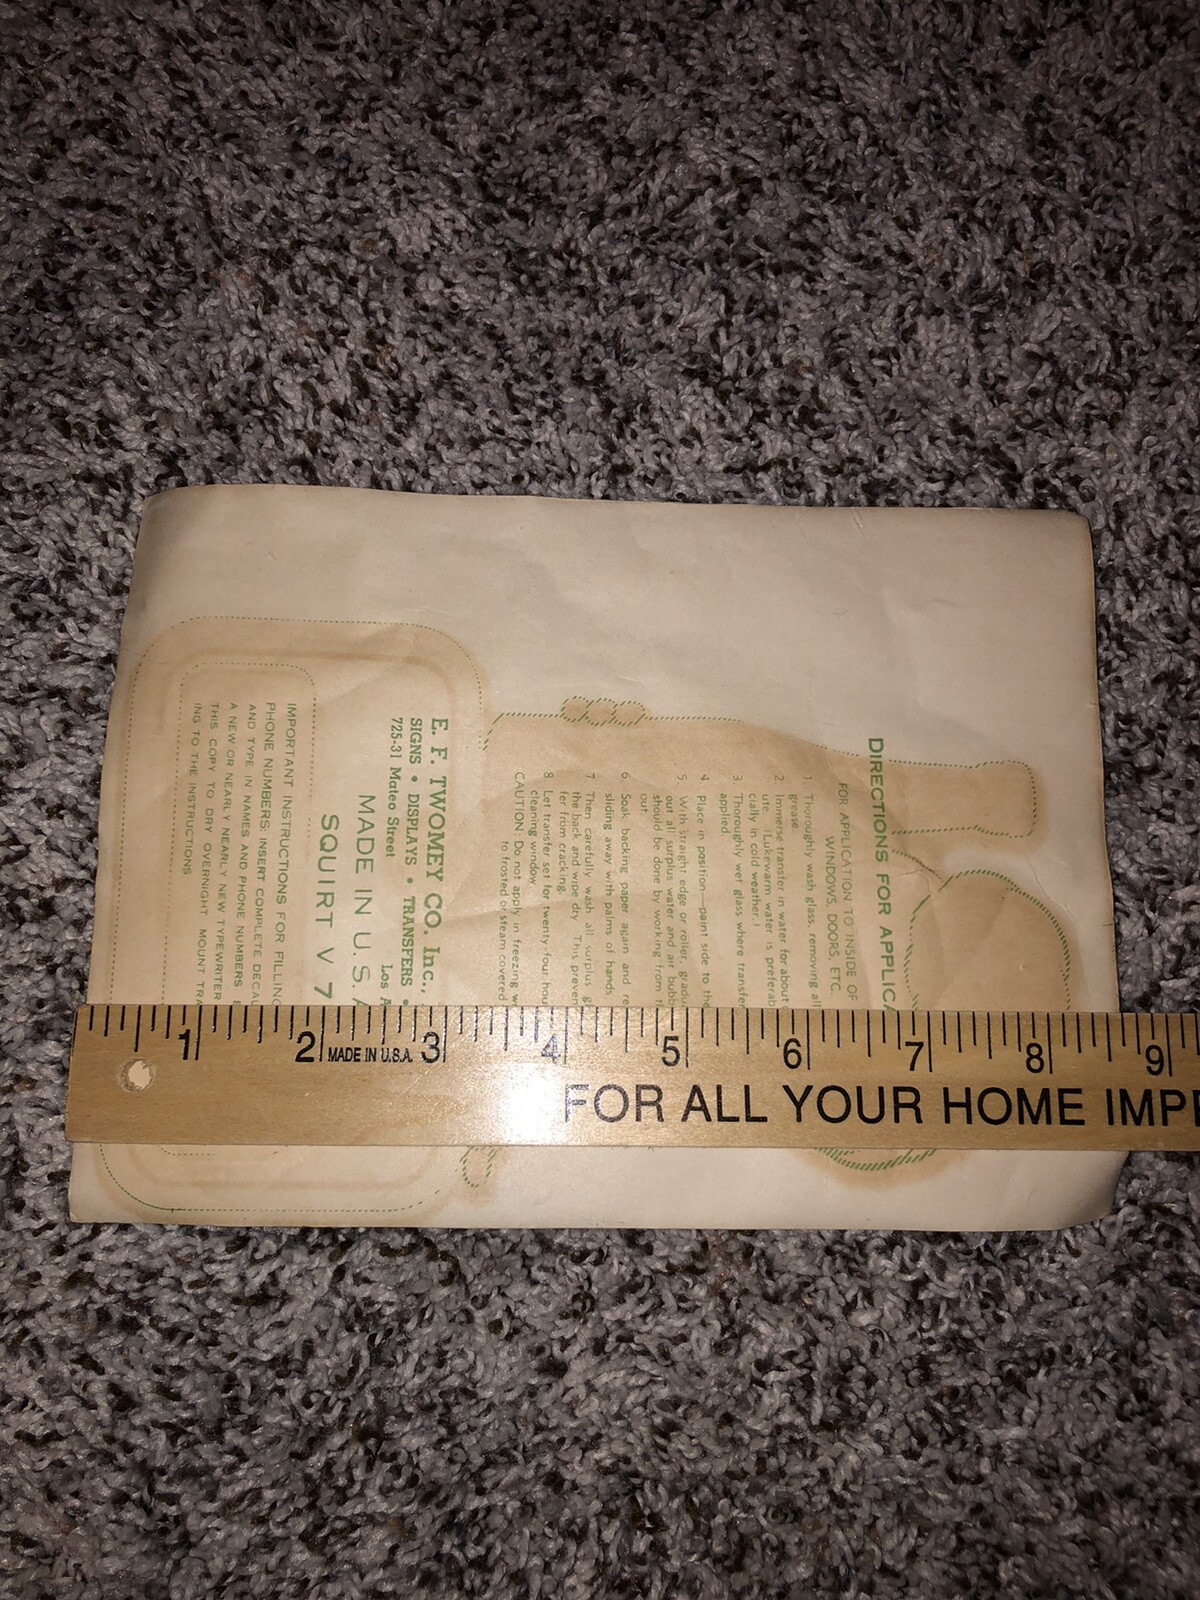 DIRECTIONS FOR APPLICA
FOR APPLICATION TO INSIDE OF
WINDOWS, DOORS, ETC.
1. Thoroughly wash glass, removing all
grease.
2. Immerse transfer in water for about
ute. (Lukewarm water is preferab
cially in cold weather.)
3. Thoroughly wet glass where transfe
applied.
4. Place in position—paint side to the
5. With straight edge or roller, gradu
out all surplus water and air bubb
should be done by working from
out.
6. Soak backing paper again and re
sliding away with palms of hands
7. Then carefully wash all surplus
the back and wipe dry. This preven
fer from cracking.
8. Let transfer set for twenty-four hou
cleaning window.
CAUTION: Do not apply in freezing
to frosted or steam covered
E. F. TWOMEY CO. Inc.,
SIGNS • DISPLAYS • TRANSFERS •
725-31 Mateo Street Los A
MADE IN U.S.A
SQUIRT V 7
IMPORTANT INSTRUCTIONS FOR FILLING
PHONE NUMBERS: INSERT COMPLETE DECAL
AND TYPE IN NAMES AND PHONE NUMBERS
A NEW OR NEARLY NEW TYPEWRITER
THIS COPY TO DRY OVERNIGHT MOUNT TRA
ING TO THE INSTRUCTIONS
1 2 MADE IN U.S.A. 3 4 5 6 7 8 9
FOR ALL YOUR HOME IMP